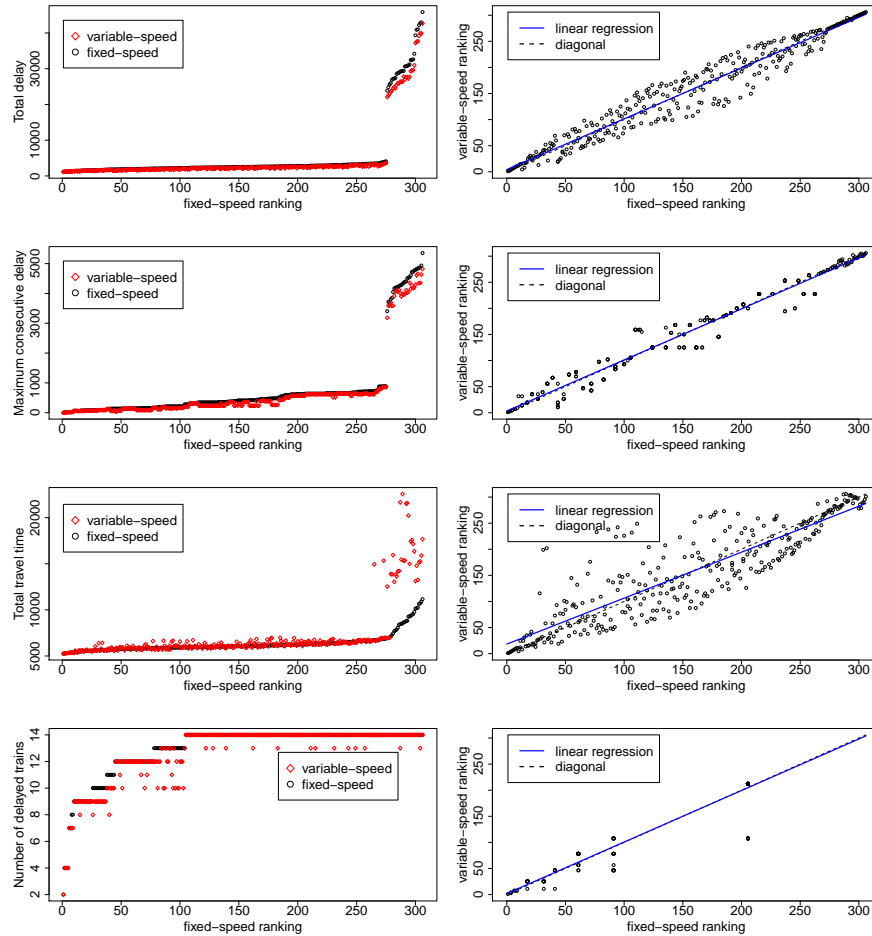 Total delay
0 10000 30000
variable−speed
fixed−speed
0 50 100 150 200 250 300
fixed−speed ranking
variable−speed ranking
0 50 150 250
linear regression
diagonal
0 50 100 150 200 250 300
fixed−speed ranking
Maximum consecutive delay
0 1000 3000 5000
variable−speed
fixed−speed
0 50 100 150 200 250 300
fixed−speed ranking
variable−speed ranking
0 50 150 250
linear regression
diagonal
0 50 100 150 200 250 300
fixed−speed ranking
Total travel time
5000 10000 20000
variable−speed
fixed−speed
0 50 100 150 200 250 300
fixed−speed ranking
variable−speed ranking
0 50 150 250
linear regression
diagonal
0 50 100 150 200 250 300
fixed−speed ranking
Number of delayed trains
2 4 6 8 10 12 14
variable−speed
fixed−speed
0 50 100 150 200 250 300
fixed−speed ranking
variable−speed ranking
0 50 150 250
linear regression
diagonal
0 50 100 150 200 250 300
fixed−speed ranking